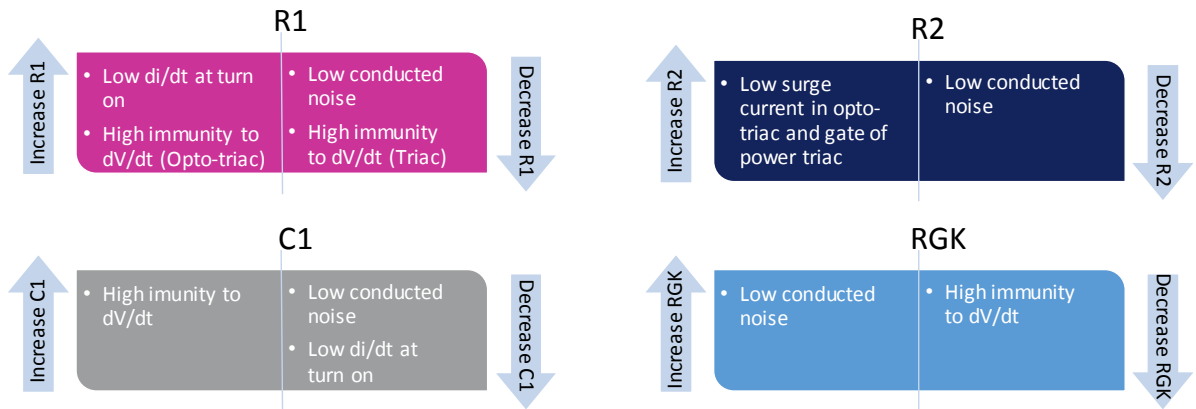 R1
Increase R1
• Low di/dt at turn
on
• High immunity to
dV/dt (Opto-triac)
• Low conducted
noise
• High immunity
to dV/dt (Triac)
Decrease R1
R2
Increase R2
• Low surge
current in opto-
triac and gate of
power triac
• Low conducted
noise
Decrease R2
C1
Increase C1
• High imunity to
dV/dt
• Low conducted
noise
• Low di/dt at
turn on
Decrease C1
RGK
Increase RGK
• Low conducted
noise
• High immunity
to dV/dt
Decrease RGK